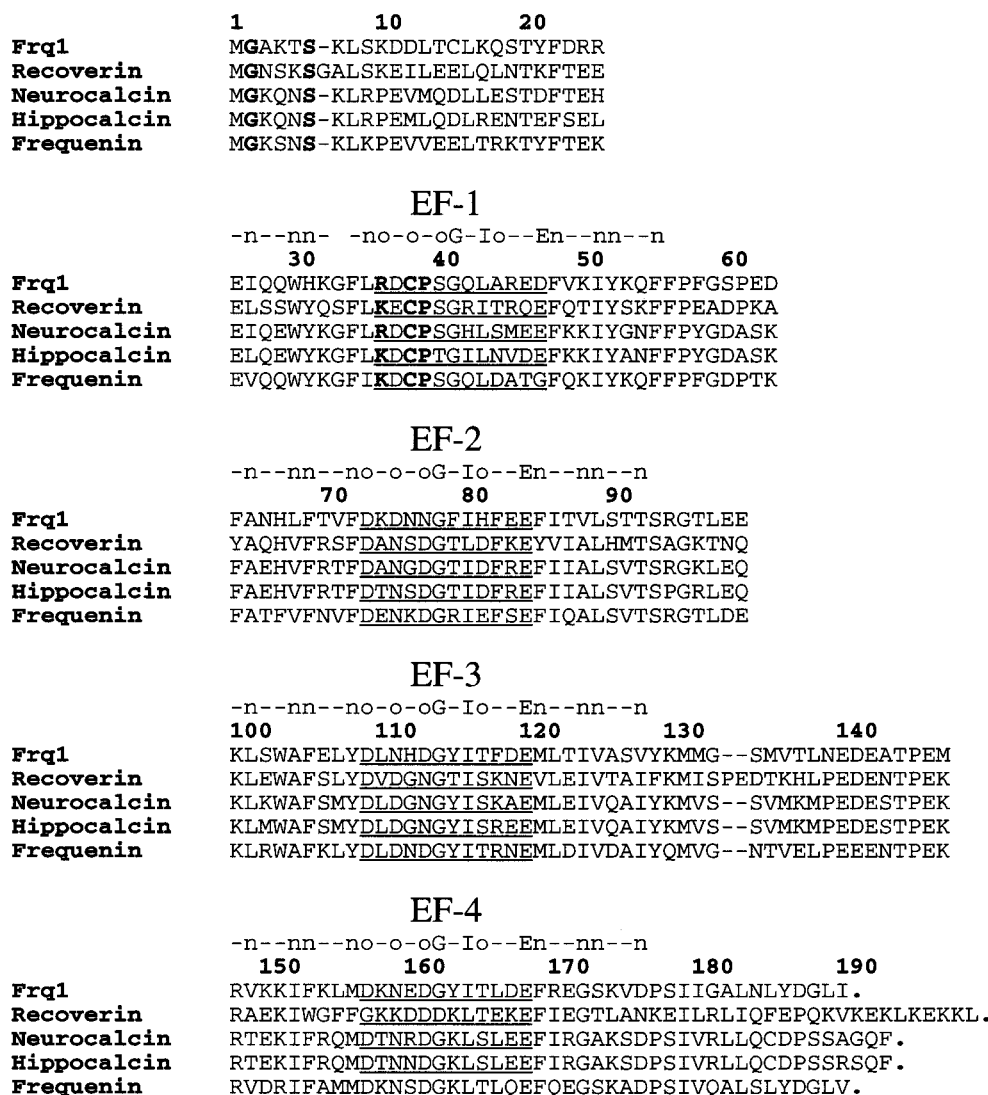 1 10 20
Frq1 MGAKTS-KLSKDDLTCLKQSTYFDRR
Recoverin MGNSKSGALSKEILEELQLNTKFTEE
Neurocalcin MGKQNS-KLRPEVMQDLLESTDFTEH
Hippocalcin MGKQNS-KLRPEMLQDLRENTEFSEL
Frequenin MGKSNS-KLKPEVVEELTRKTYFTEK
EF-1
-n--nn-- -no-o-oG-Io--En--nn--n
30 40 50 60
Frq1 EIQQWHKGFLRDCPSGQLAREDFVKIYKQFFPFGSPED
Recoverin ELSSWYQSFLKECPSGRITRQEFQTIYSKFFPEADPKA
Neurocalcin EIQEWYKGFLRDCPSGHLSMEEFKKIYGNFFPYGDASK
Hippocalcin ELQEWYKGFLKDCPTGILNVDEFKKIYANFFPYGDASK
Frequenin EVQQWYKGFIKDCPSGQLDATGFQKIYKQFFPFGDPTK
EF-2
-n--nn--no-o-oG-Io--En--nn--n
70 80 90
Frq1 FANHLFTVFDKDNNGFIHFEEFITVLSTTSRGTLEE
Recoverin YAQHVFRSFDANSDGTLDFKEYVIALHMTSAGKTNQ
Neurocalcin FAEHVFRTFDANGDGTIDFREFIIALSVTSRGKLEQ
Hippocalcin FAEHVFRTFDTNSDGTIDFREFIIALSVTSPGRLEQ
Frequenin FATFVFNVFDENKDGRIEFSEFIQALSVTSRGTLDE
EF-3
-n--nn--no-o-oG-Io--En--nn--n
100 110 120 130 140
Frq1 KLSWAFELYDLNHDGYITFDEMLTIVASVYKMMG--SMVTLNEDEATPEM
Recoverin KLEWAFSLYDVDGNGTISKNEVLEIVTAIFKMISPEDTKHLPEDENTPEK
Neurocalcin KLKWAFSMYDLDGNGYISKAEMLEIVQAIYKMVS--SVMKMPEDESTPEK
Hippocalcin KLMWAFSMYDLDGNGYISREEMLEIVQAIYKMVS--SVMKMPEDESTPEK
Frequenin KLRWAFKLYDLDNDGYITRNEMLDIVDAIYQMVG--NTVELPEEENTPEK
EF-4
-n--nn--no-o-oG-Io--En--nn--n
150 160 170 180 190
Frq1 RVKKIFKLMDKNEDGYITLDEFREGSKVDPSIIGALNLYDGLI.
Recoverin RAEKIWGFFGKKDDDKLTEKEFIEGTLANKEILRLIQFEPQKVKEKLKEKKL.
Neurocalcin RTEKIFRQMDTNRDGKLSLEEFIRGAKSDPSIVRLLQCDPSSAGQF.
Hippocalcin RTEKIFRQMDTNNDGKLSLEEFIRGAKSDPSIVRLLQCDPSSRSQF.
Frequenin RVDRIFAMMDKNSDGKLTLQEFQEGSKADPSIVQALSLYDGLV.